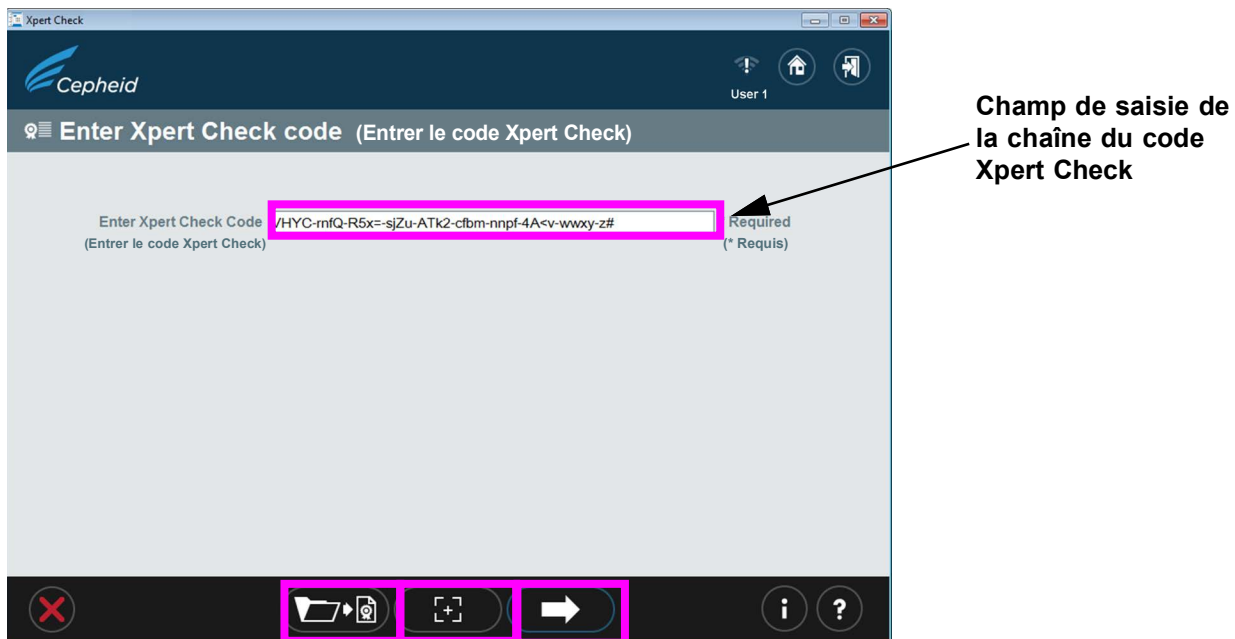 Xpert Check
Cepheid
User 1
Enter Xpert Check code (Entrer le code Xpert Check)
Champ de saisie de
la chaîne du code
Xpert Check
Enter Xpert Check Code /HYC-rnfQ-R5x=-sjZu-ATk2-cfbm-nnpf-4A<v-wwxy-z# Required
(Entrer le code Xpert Check) (* Requis)
i ?